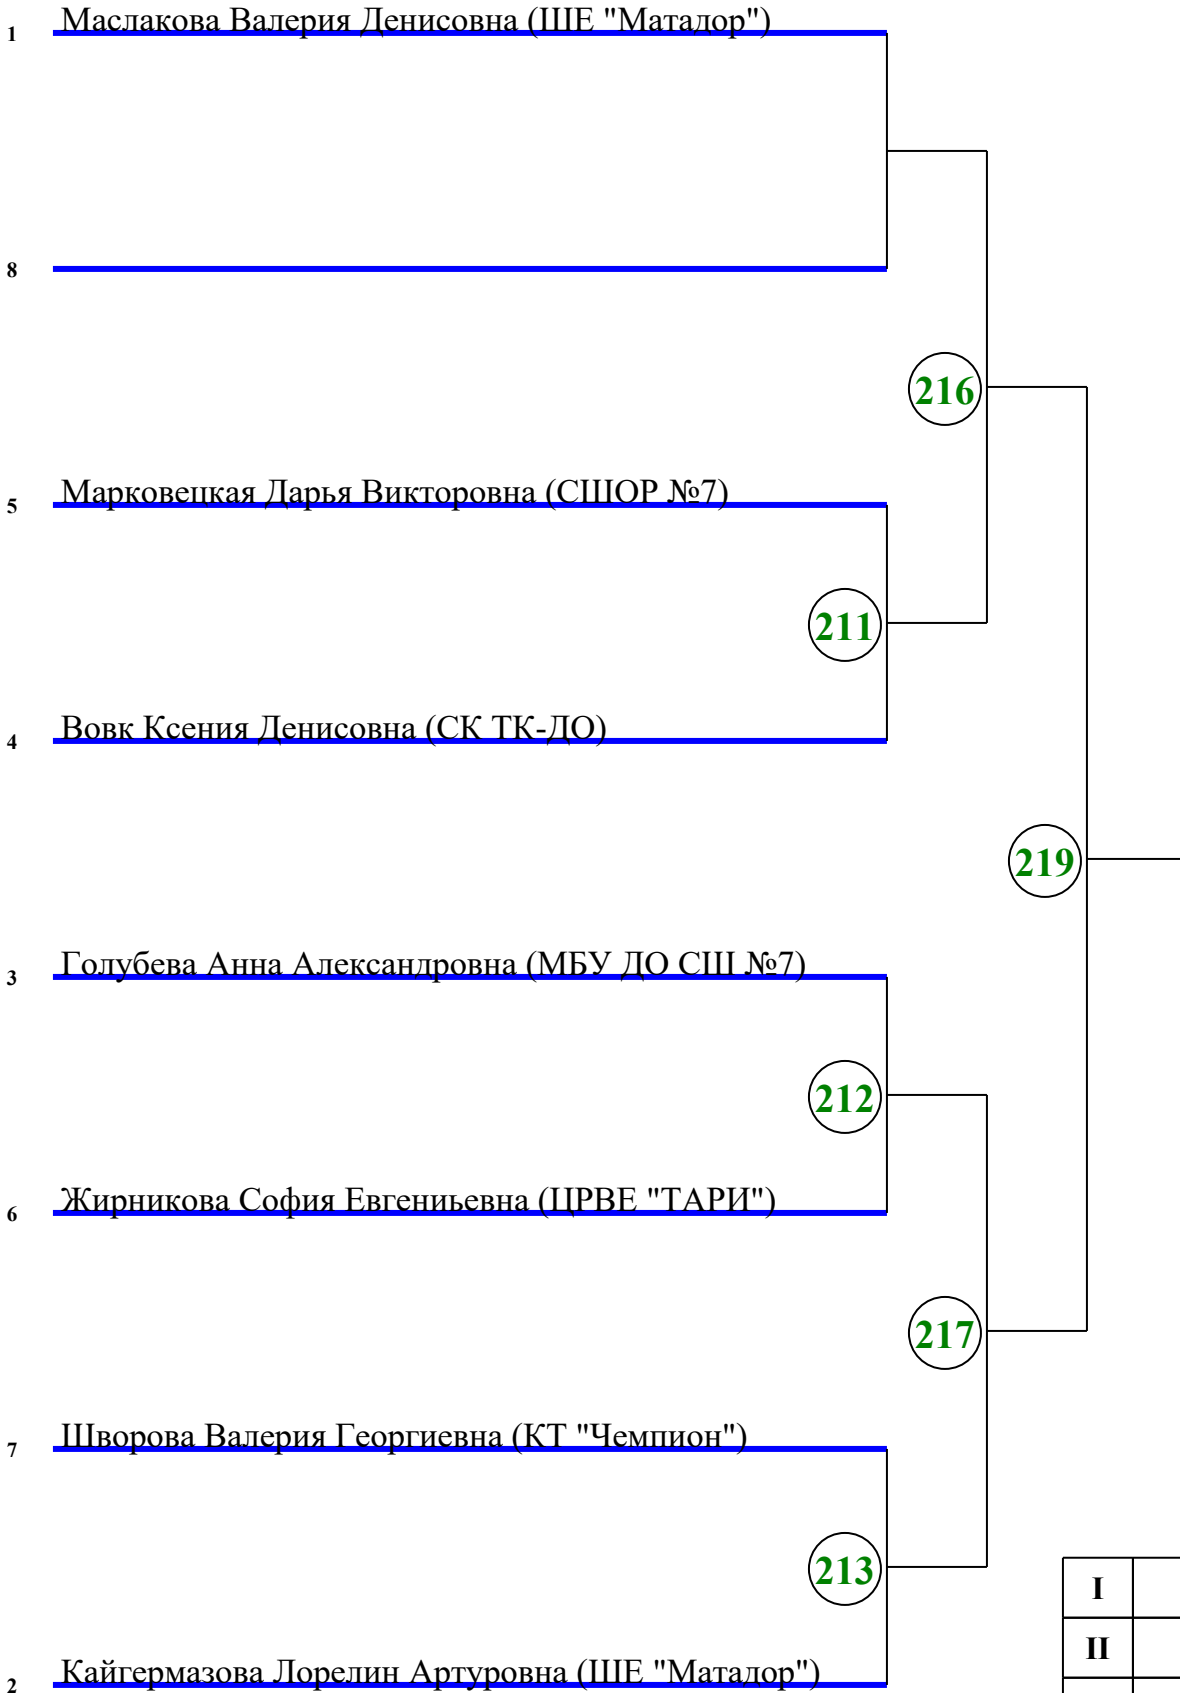 1 Маслакова Валерия Денисовна (ШЕ "Матадор")
8
216
5 Марковецкая Дарья Викторовна (СШОР №7)
211
4 Вовк Ксения Денисовна (СК ТК-ДО)
219
3 Голубева Анна Александровна (МБУ ДО СШ №7)
212
6 Жирникова София Евгениьевна (ЦРВЕ "ТАРИ")
217
7 Шворова Валерия Георгиевна (КТ "Чемпион")
213
I
II
2 Кайгермазова Лорелин Артуровна (ШЕ "Матадор")